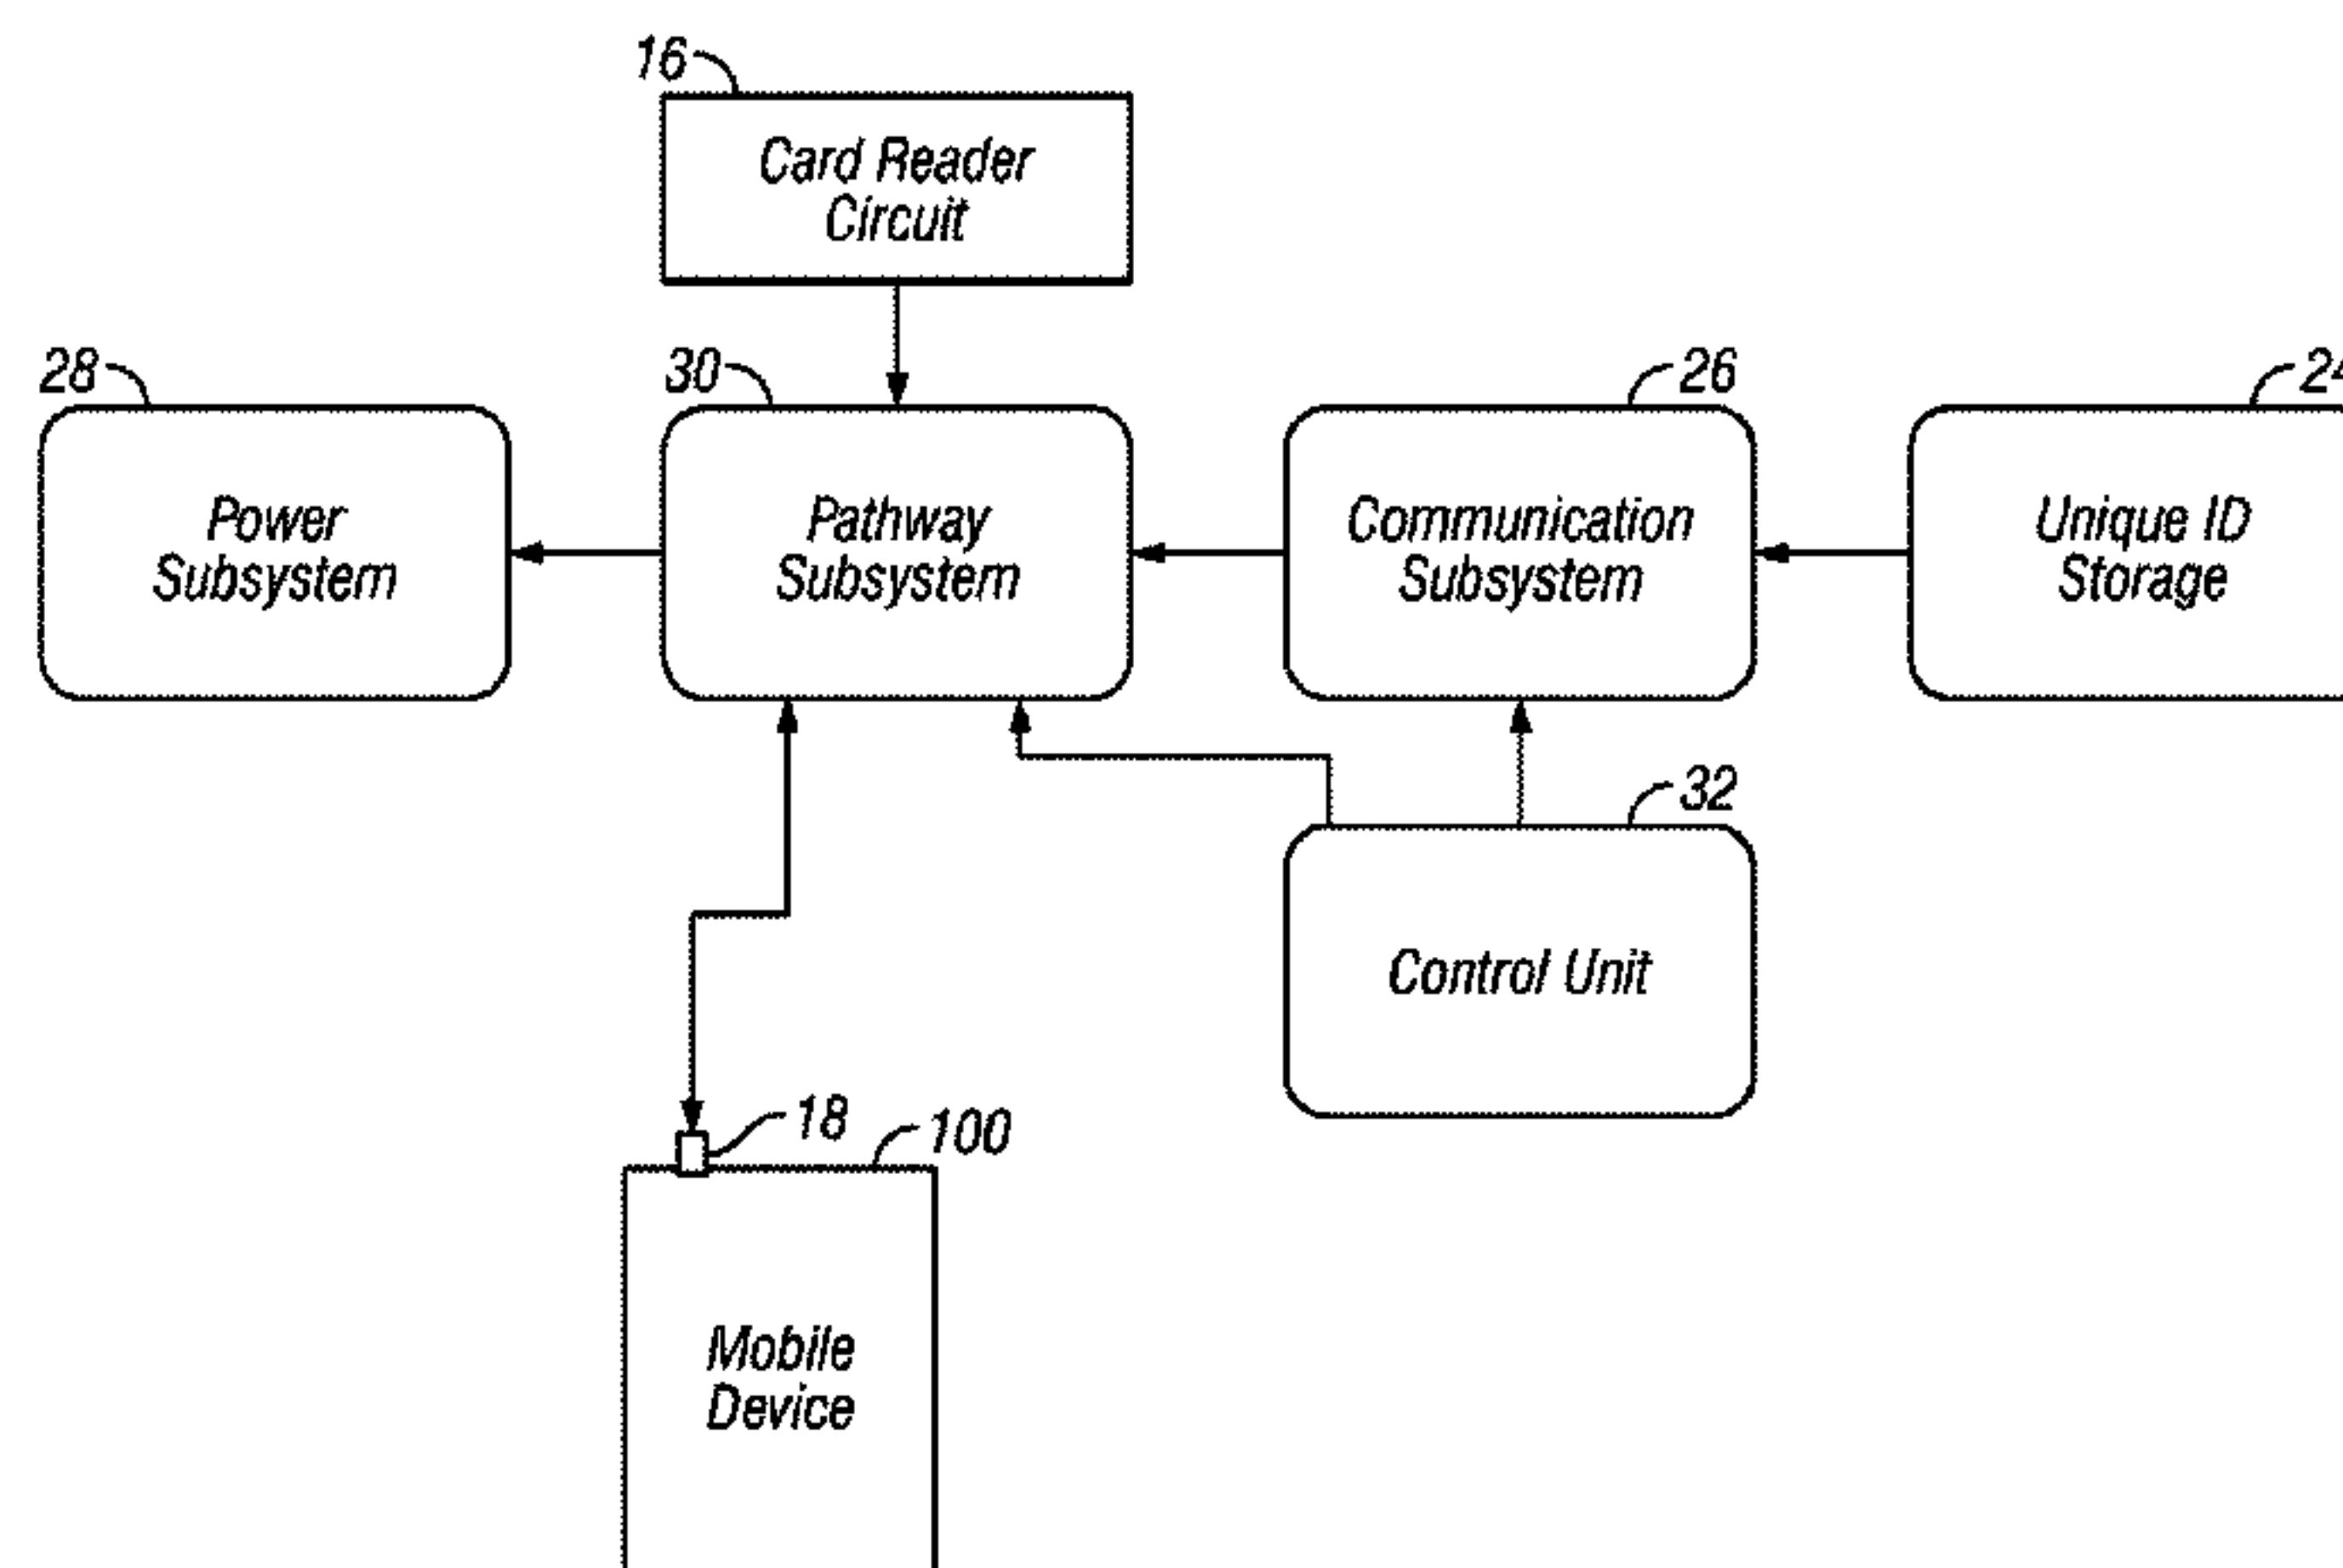 16
Card Reader
Circuit
28
30
26
24
Power
Subsystem
Pathway
Subsystem
Communication
Subsystem
Unique ID
Storage
32
Control Unit
18
100
Mobile
Device